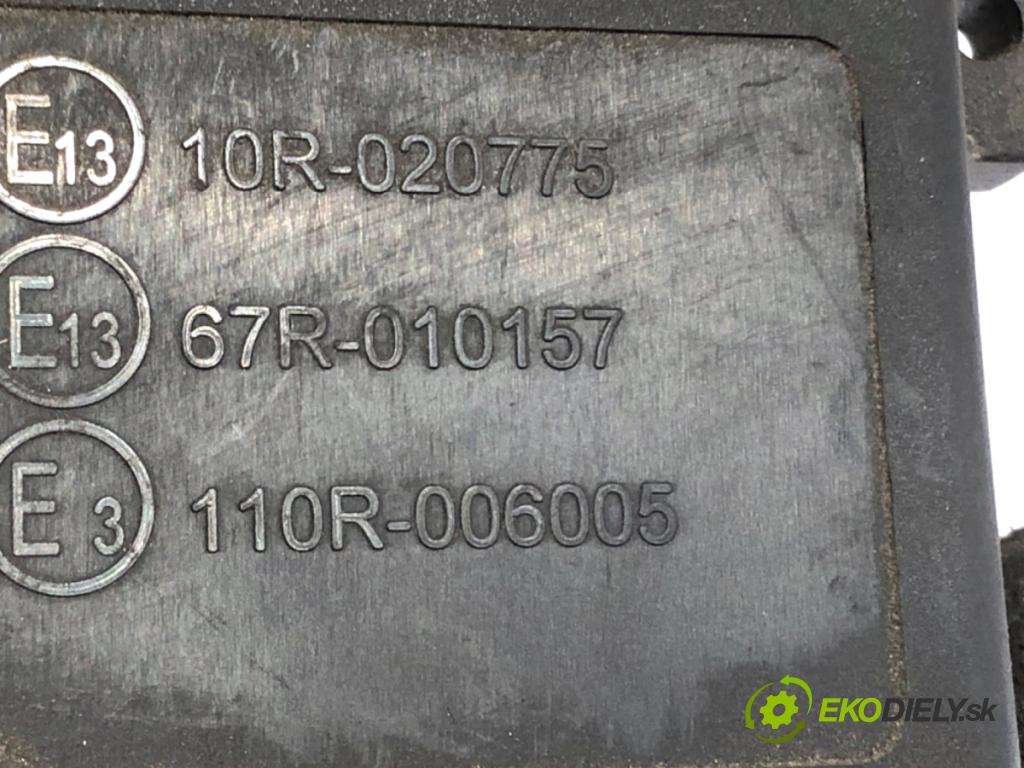 E13 10R-020775
E13 67R-010157
E3 110R-006005
EKODIELY.sk